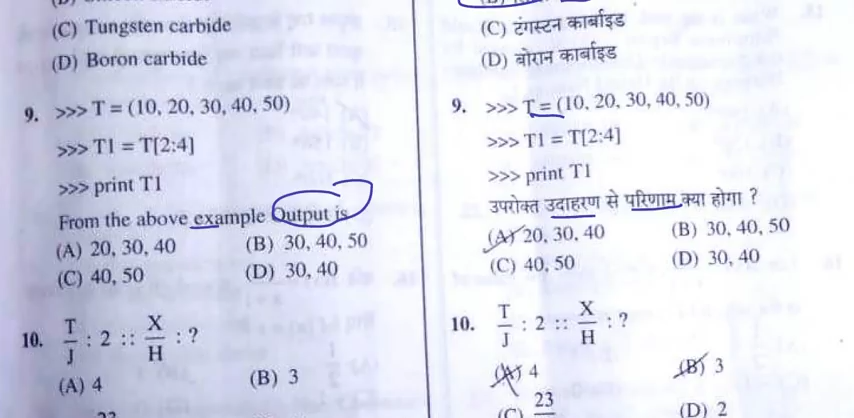 (C) Tungsten carbide
(D) Boron carbide
9. >>> T = (10, 20, 30, 40, 50)
>>> T1 = T[2:4]
>>> print T1
From the above example Output is
(A) 20, 30, 40 (B) 30, 40, 50
(C) 40, 50 (D) 30, 40
10. T/J : 2 :: X/H : ?
(A) 4 (B) 3
23
(C) टंगस्टन कार्बाइड
(D) बोरान कार्बाइड
9. >>> T = (10, 20, 30, 40, 50)
>>> T1 = T[2:4]
>>> print T1
उपरोक्त उदाहरण से परिणाम क्या होगा ?
(A) 20, 30, 40 (B) 30, 40, 50
(C) 40, 50 (D) 30, 40
10. T/J : 2 :: X/H : ?
(A) 4 (B) 3
(C) 23 (D) 2